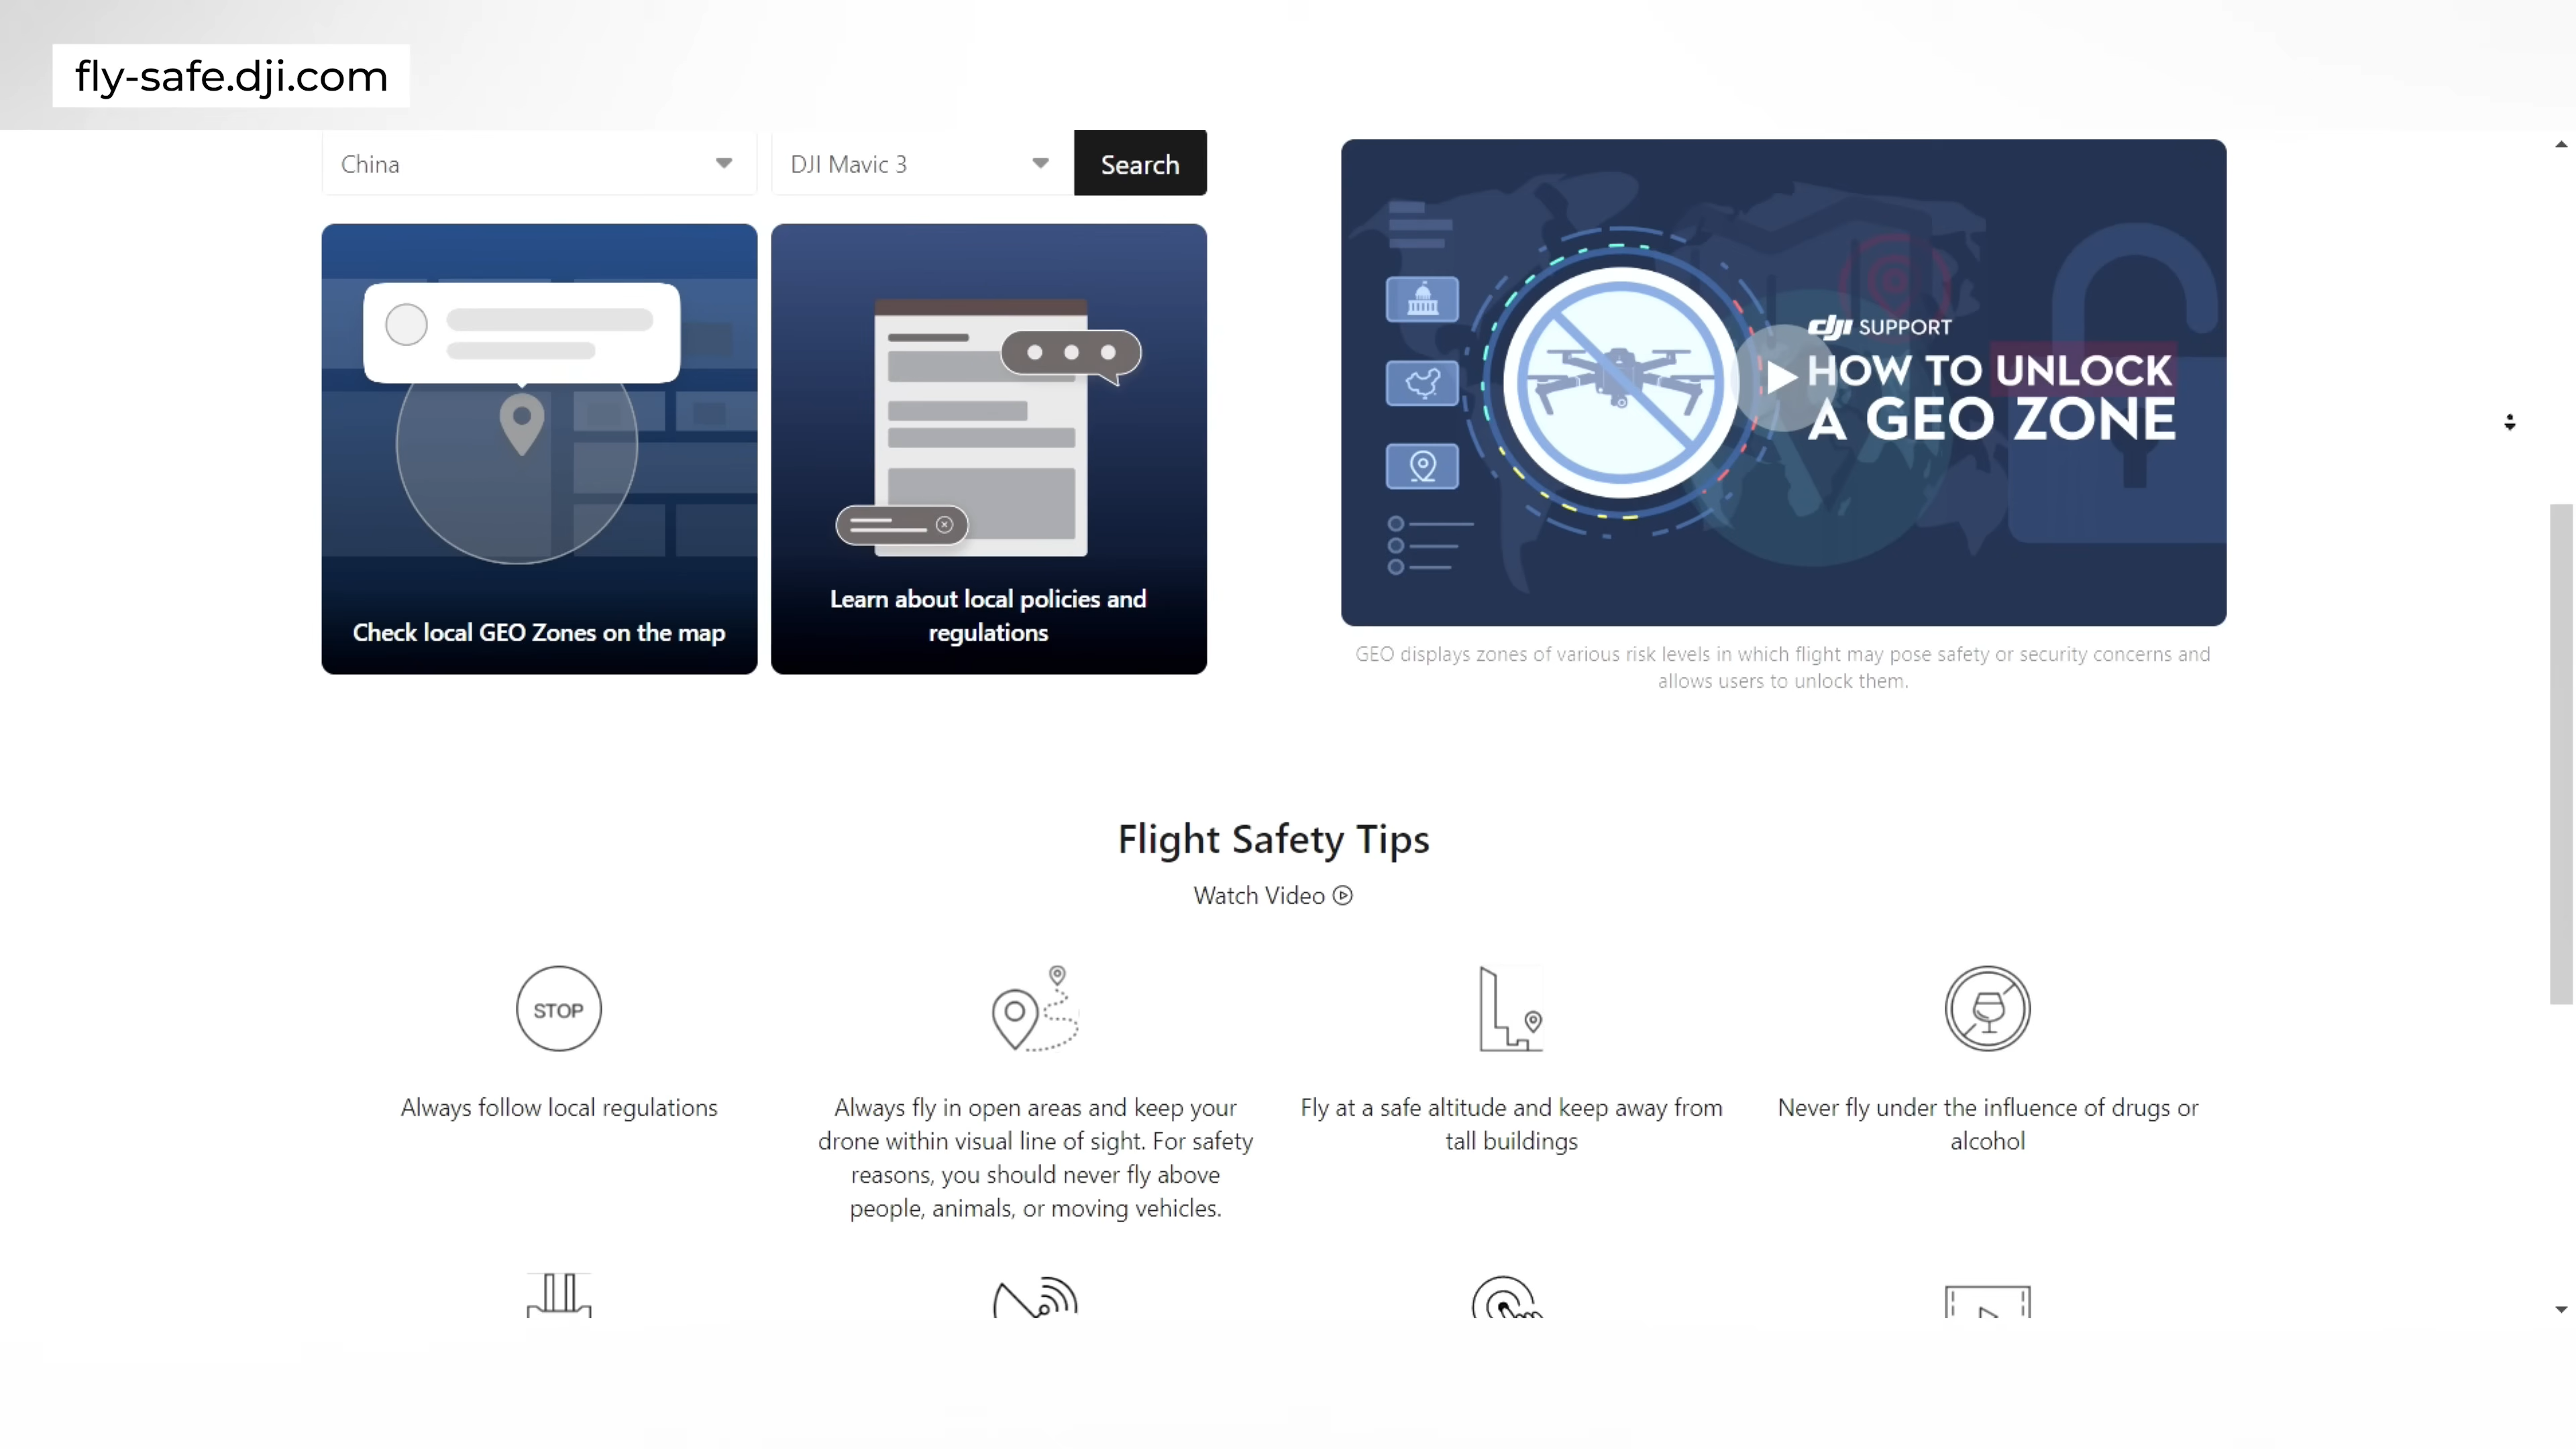 fly-safe.dji.com
China
DJI Mavic 3
Search
Check local GEO Zones on the map
Learn about local policies and
regulations
dji SUPPORT
HOW TO UNLOCK
A GEO ZONE
GEO displays zones of various risk levels in which flight may pose safety or security concerns and
allows users to unlock them.
Flight Safety Tips
Watch Video
STOP
Always follow local regulations
Always fly in open areas and keep your
drone within visual line of sight. For safety
reasons, you should never fly above
people, animals, or moving vehicles.
Fly at a safe altitude and keep away from
tall buildings
Never fly under the influence of drugs or
alcohol